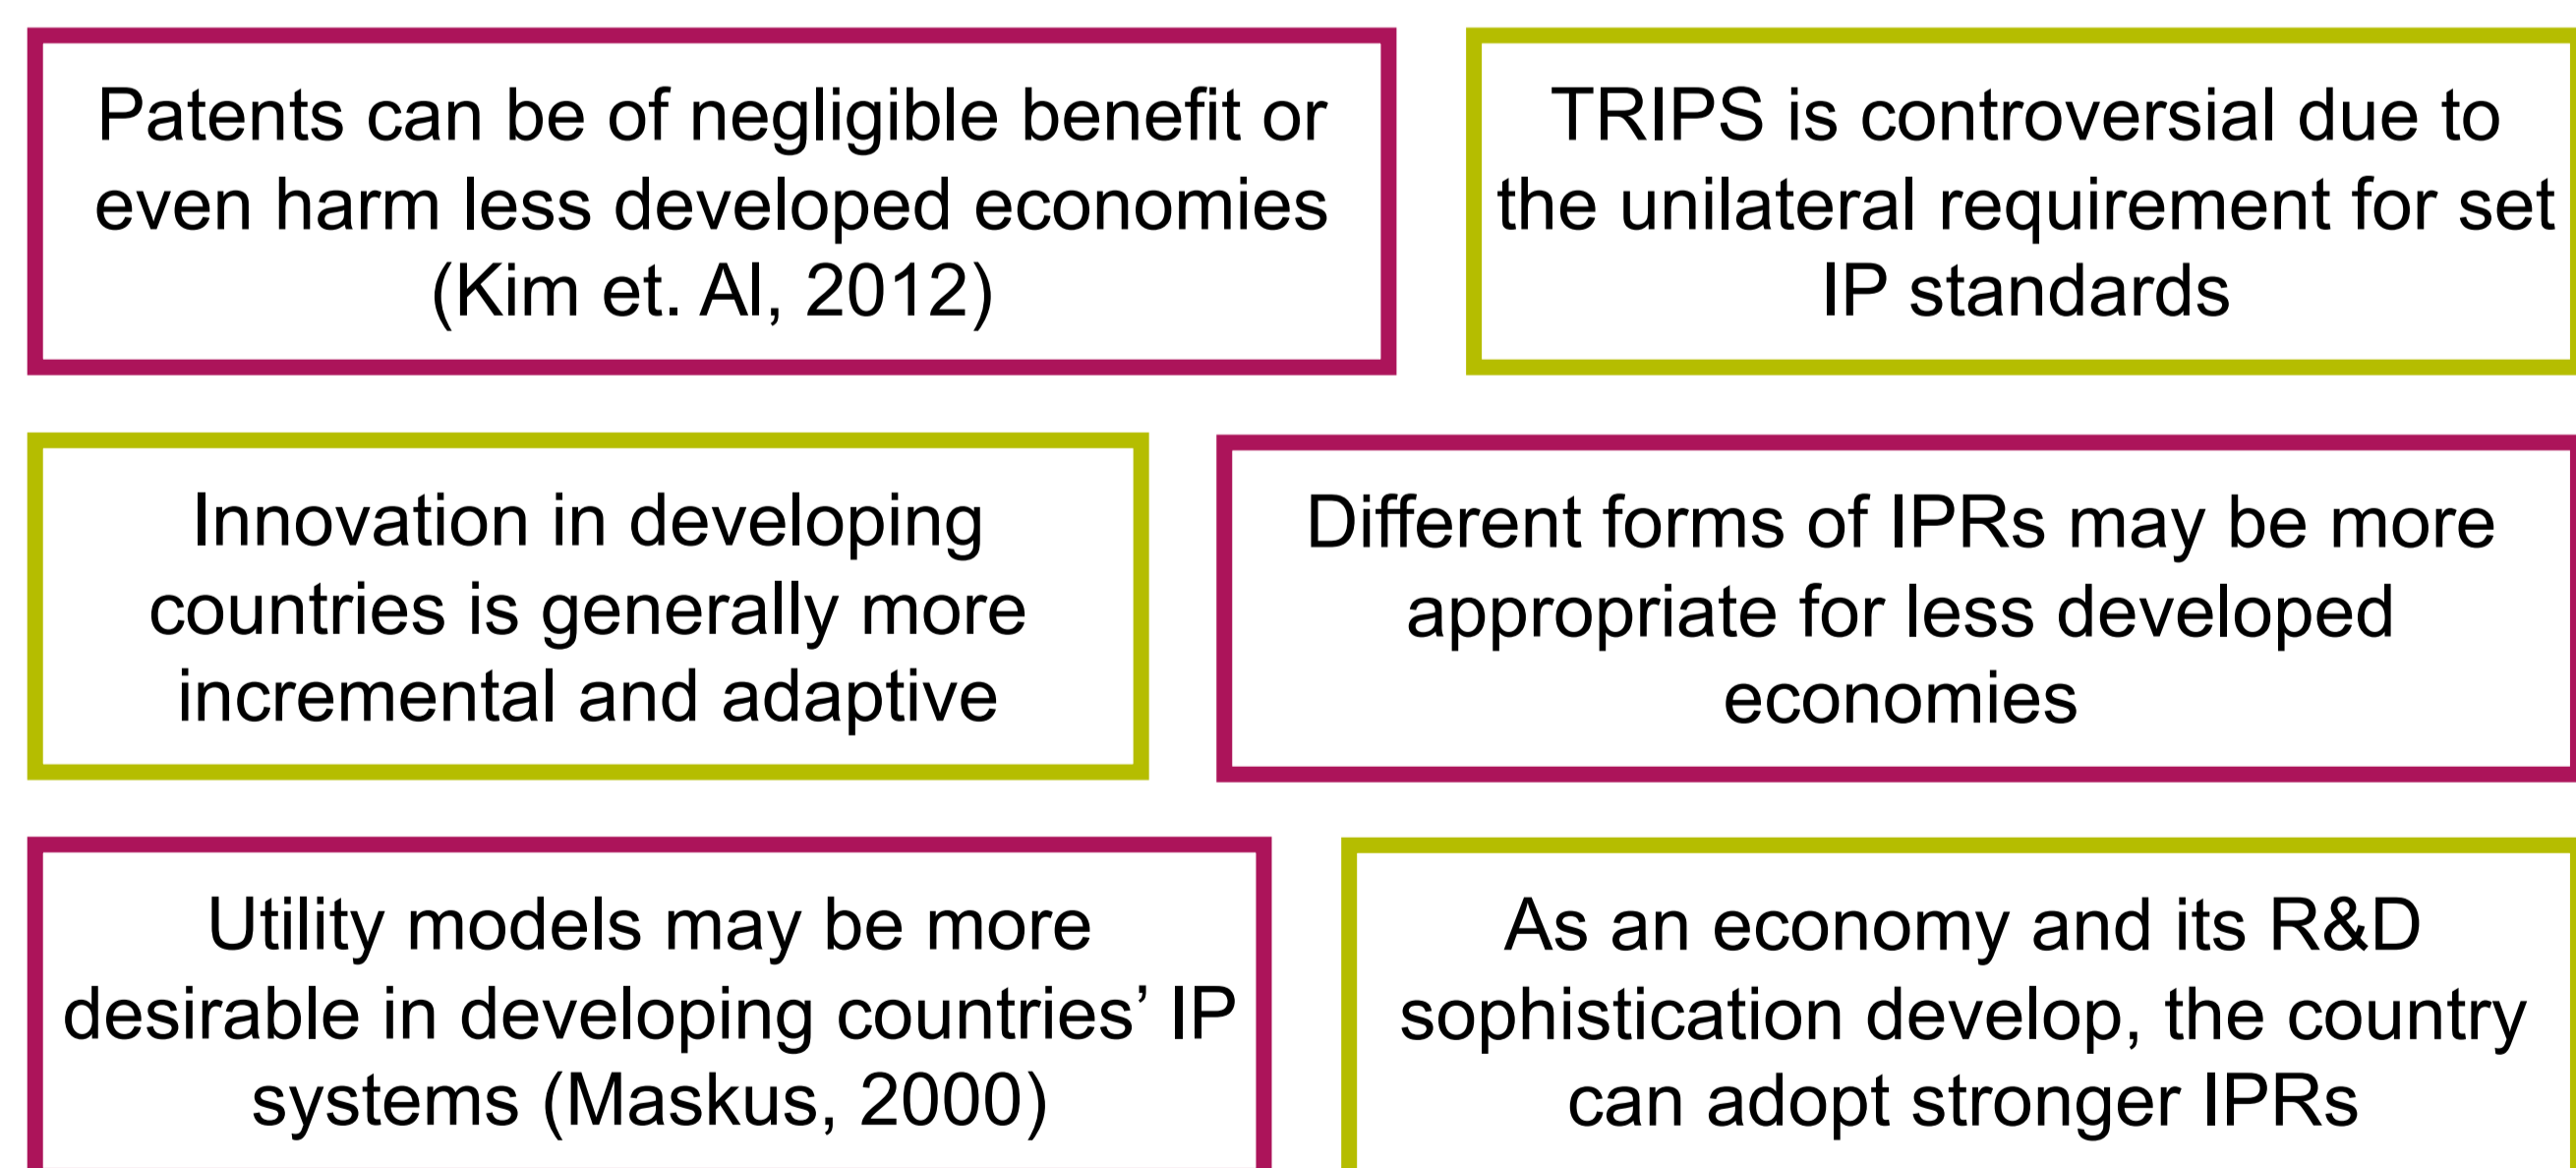 Patents can be of negligible benefit or
even harm less developed economies
(Kim et. Al, 2012)
TRIPS is controversial due to
the unilateral requirement for set
IP standards
Innovation in developing
countries is generally more
incremental and adaptive
Different forms of IPRs may be more
appropriate for less developed
economies
Utility models may be more
desirable in developing countries’ IP
systems (Maskus, 2000)
As an economy and its R&D
sophistication develop, the country
can adopt stronger IPRs